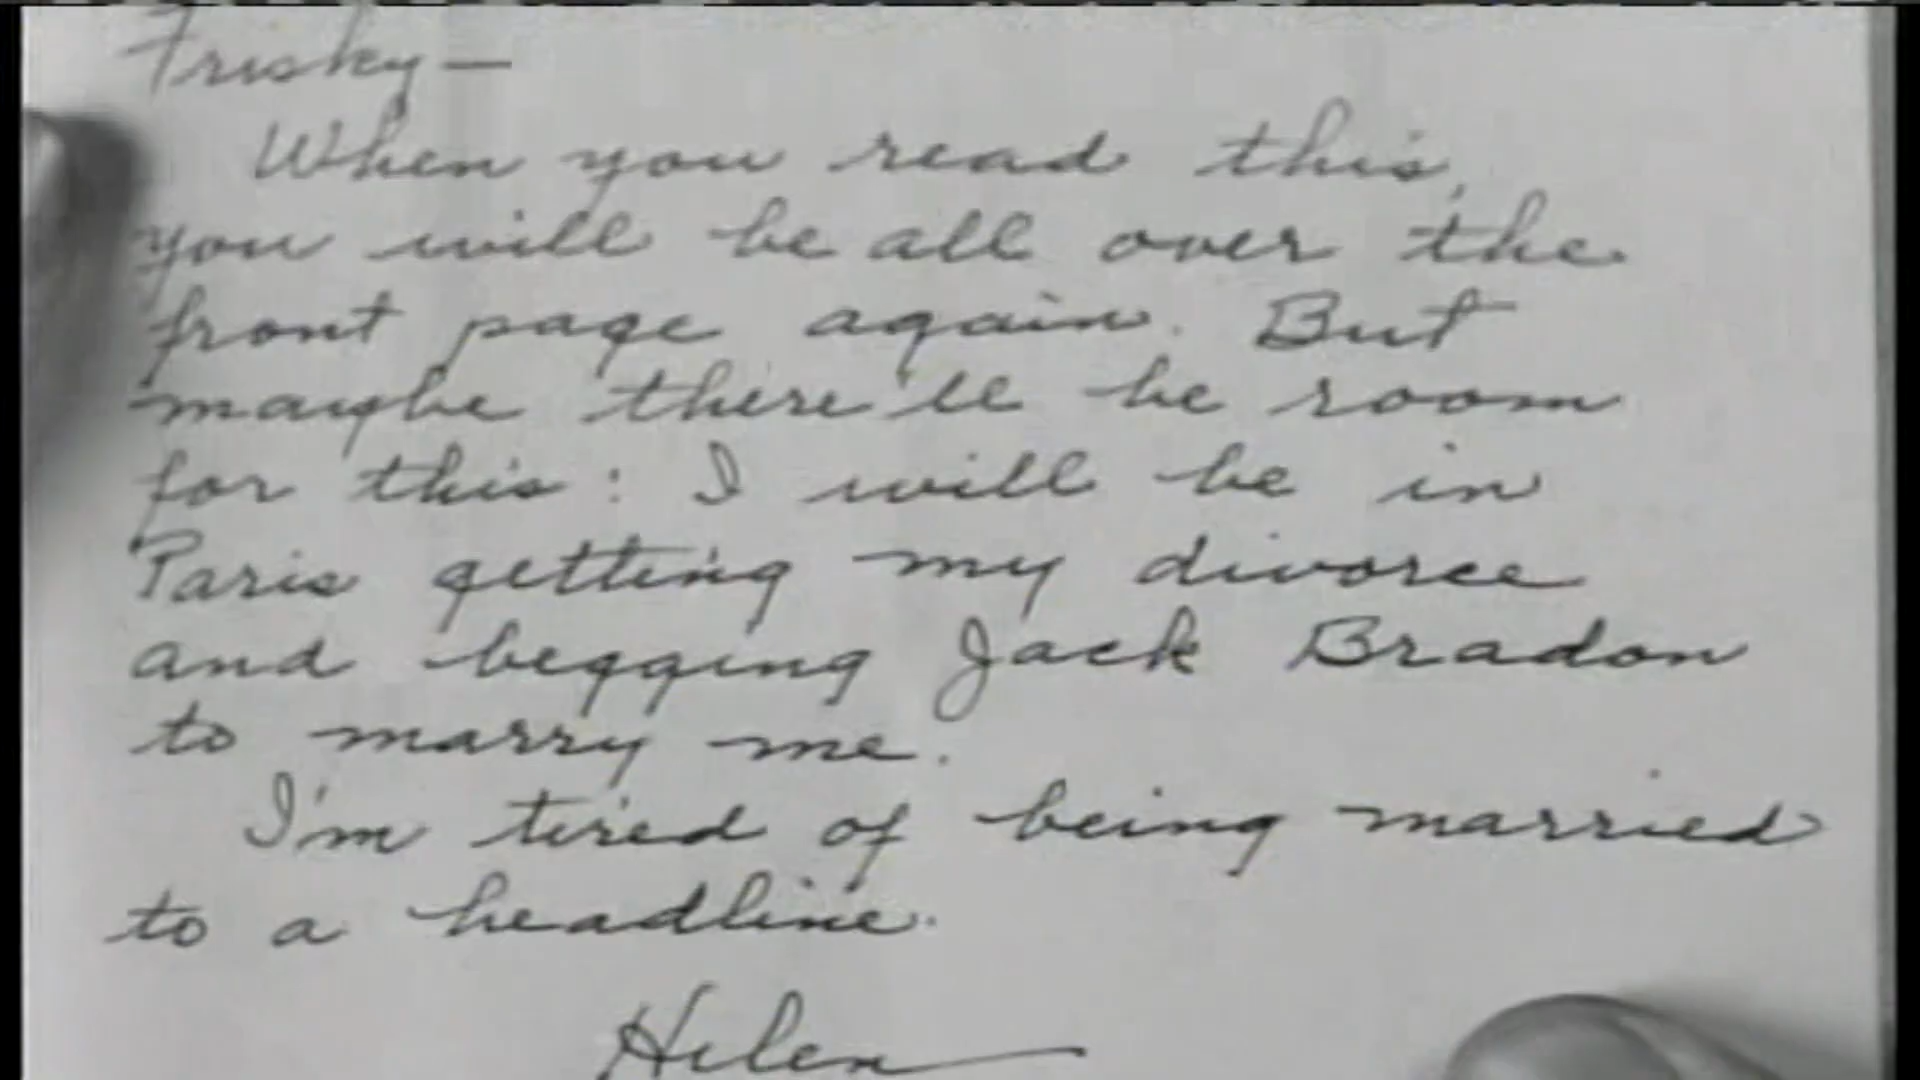 Frisky—
When you read this,
you will be all over the
front page again. But
maybe there'll be room
for this: I will be in
Paris getting my divorce
and begging Jack Bradon
to marry me.
I'm tired of being married
to a headline.
Helen